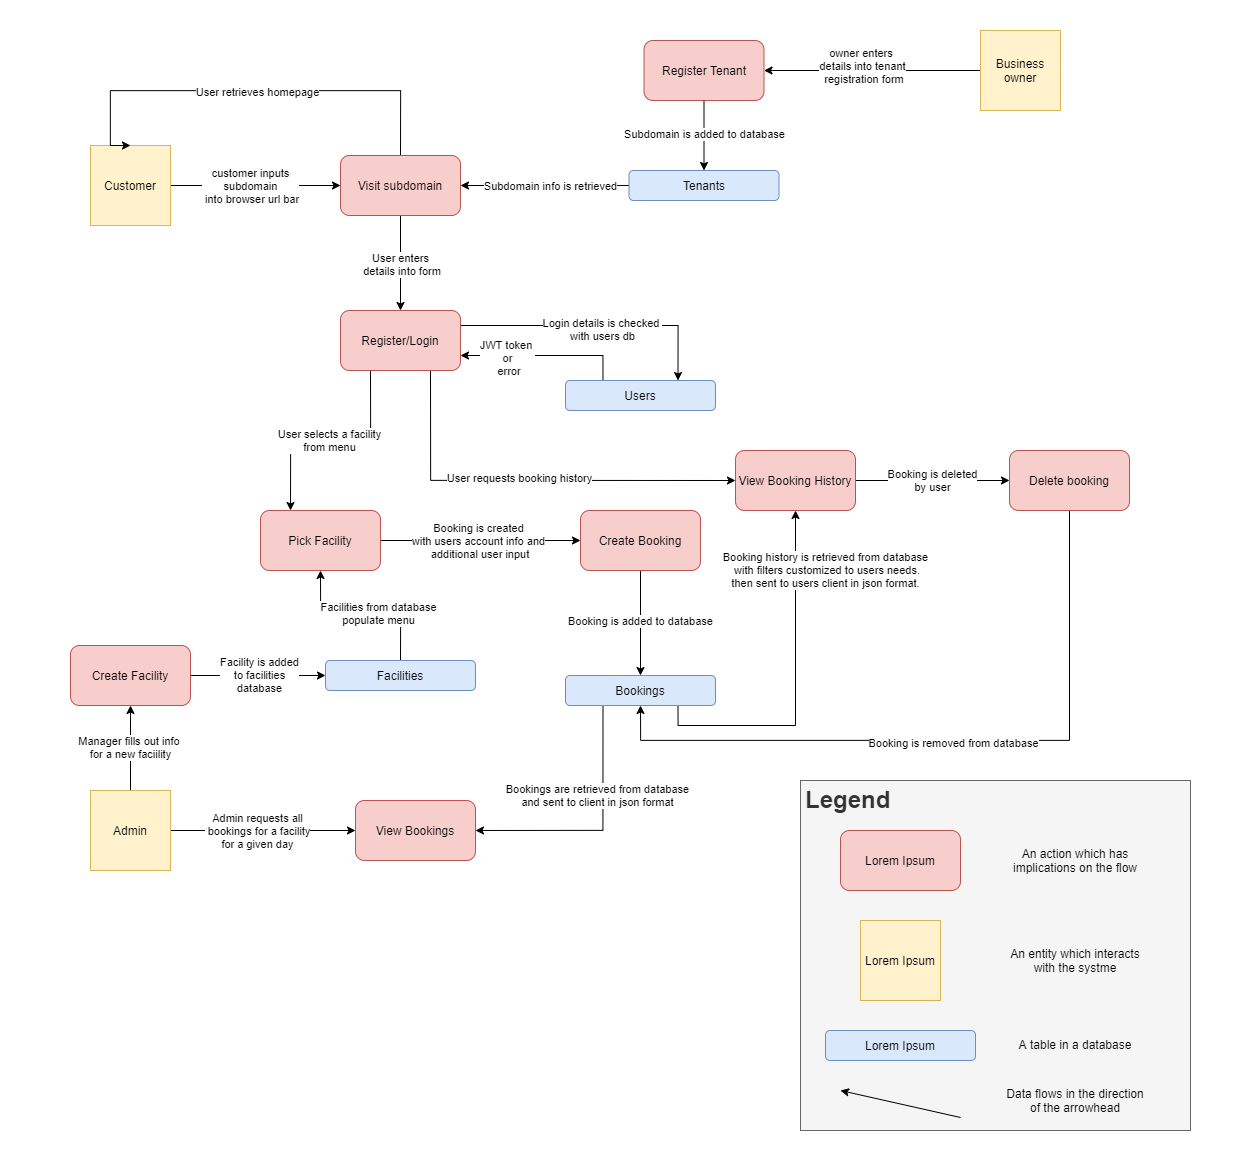 owner enters
details into tenant
registration form
Business
owner
Register Tenant
User retrieves homepage
Subdomain is added to database
Customer
customer inputs
subdomain
into browser url bar
Visit subdomain
Subdomain info is retrieved
Tenants
User enters
details into form
Register/Login
Login details is checked
with users db
JWT token
or
error
Users
User selects a facility
from menu
User requests booking history
View Booking History
Booking is deleted
by user
Delete booking
Pick Facility
Booking is created
with users account info and
additional user input
Create Booking
Booking history is retrieved from database
with filters customized to users needs.
then sent to users client in json format.
Facilities from database
populate menu
Booking is added to database
Create Facility
Facility is added
to facilities
database
Facilities
Bookings
Manager fills out info
for a new faciility
Booking is removed from database
Bookings are retrieved from database
and sent to client in json format
Admin
Admin requests all
bookings for a facility
for a given day
View Bookings
Legend
Lorem Ipsum
An action which has
implications on the flow
Lorem Ipsum
An entity which interacts
with the systme
Lorem Ipsum
A table in a database
Data flows in the direction
of the arrowhead